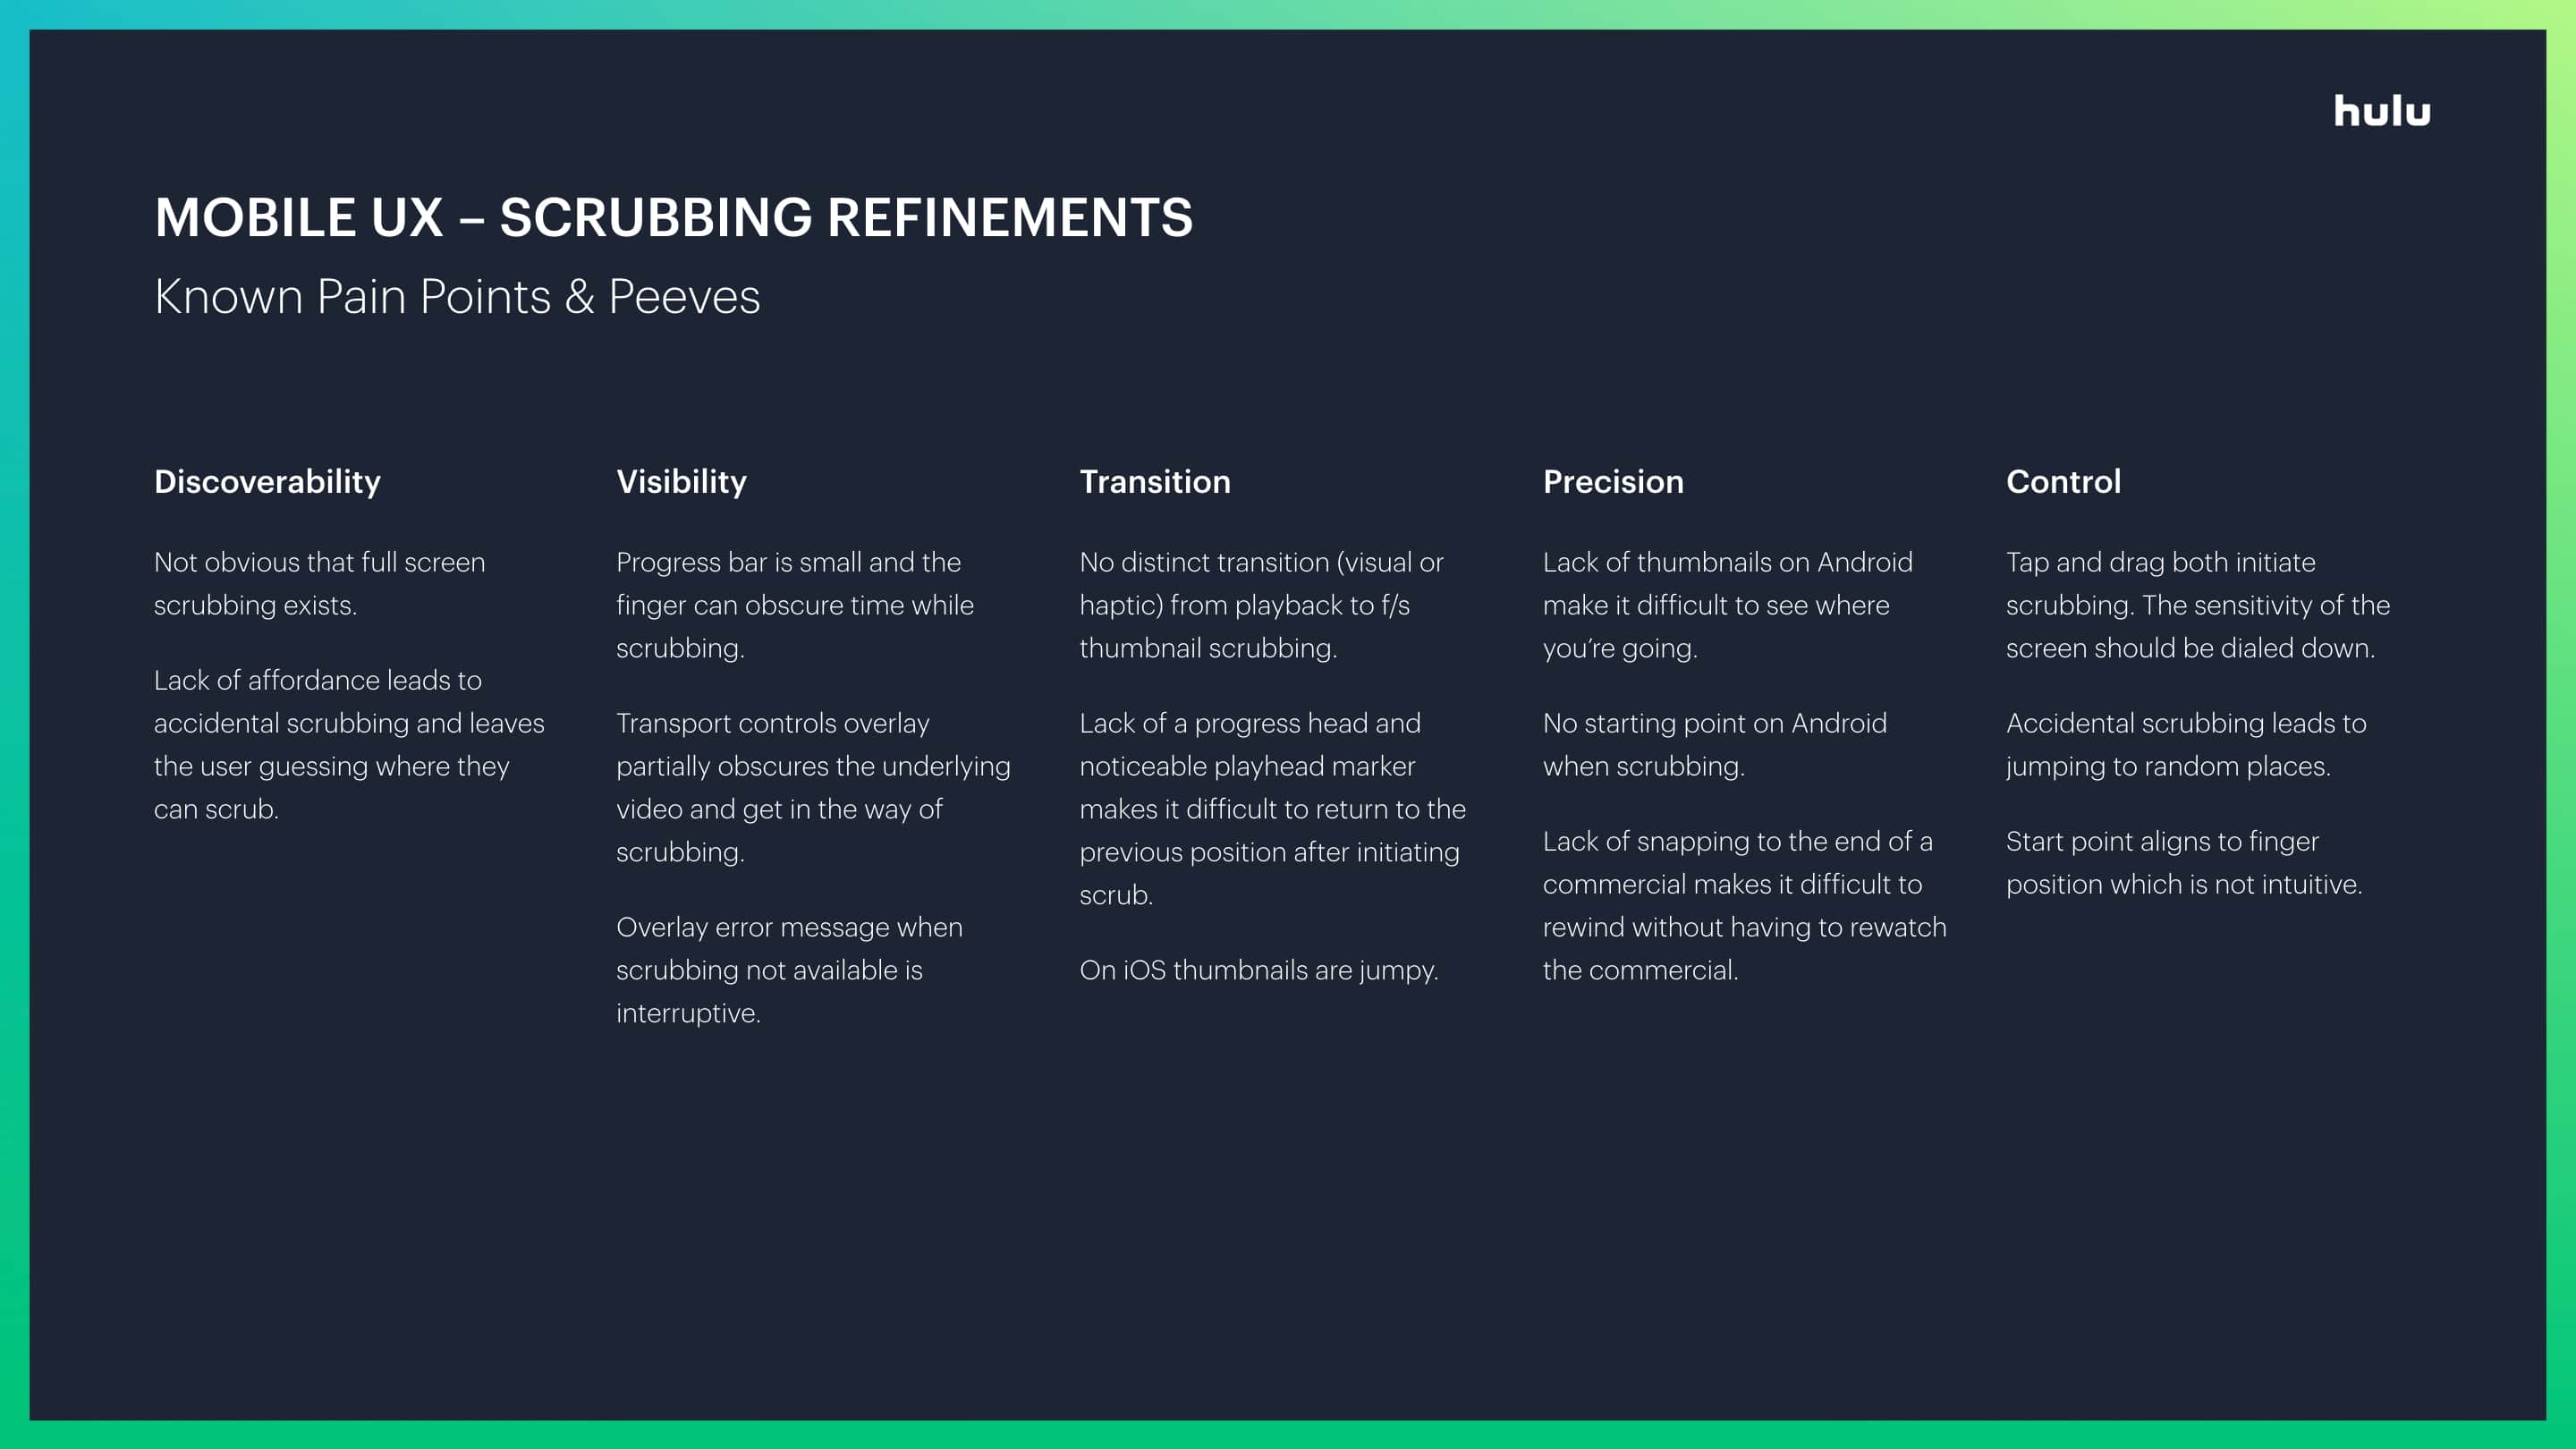 hulu
MOBILE UX – SCRUBBING REFINEMENTS
Known Pain Points & Peeves
Discoverability
Not obvious that full screen
scrubbing exists.
Lack of affordance leads to
accidental scrubbing and leaves
the user guessing where they
can scrub.
Visibility
Progress bar is small and the
finger can obscure time while
scrubbing.
Transport controls overlay
partially obscures the underlying
video and get in the way of
scrubbing.
Overlay error message when
scrubbing not available is
interruptive.
Transition
No distinct transition (visual or
haptic) from playback to f/s
thumbnail scrubbing.
Lack of a progress head and
noticeable playhead marker
makes it difficult to return to the
previous position after initiating
scrub.
On iOS thumbnails are jumpy.
Precision
Lack of thumbnails on Android
make it difficult to see where
you’re going.
No starting point on Android
when scrubbing.
Lack of snapping to the end of a
commercial makes it difficult to
rewind without having to rewatch
the commercial.
Control
Tap and drag both initiate
scrubbing. The sensitivity of the
screen should be dialed down.
Accidental scrubbing leads to
jumping to random places.
Start point aligns to finger
position which is not intuitive.